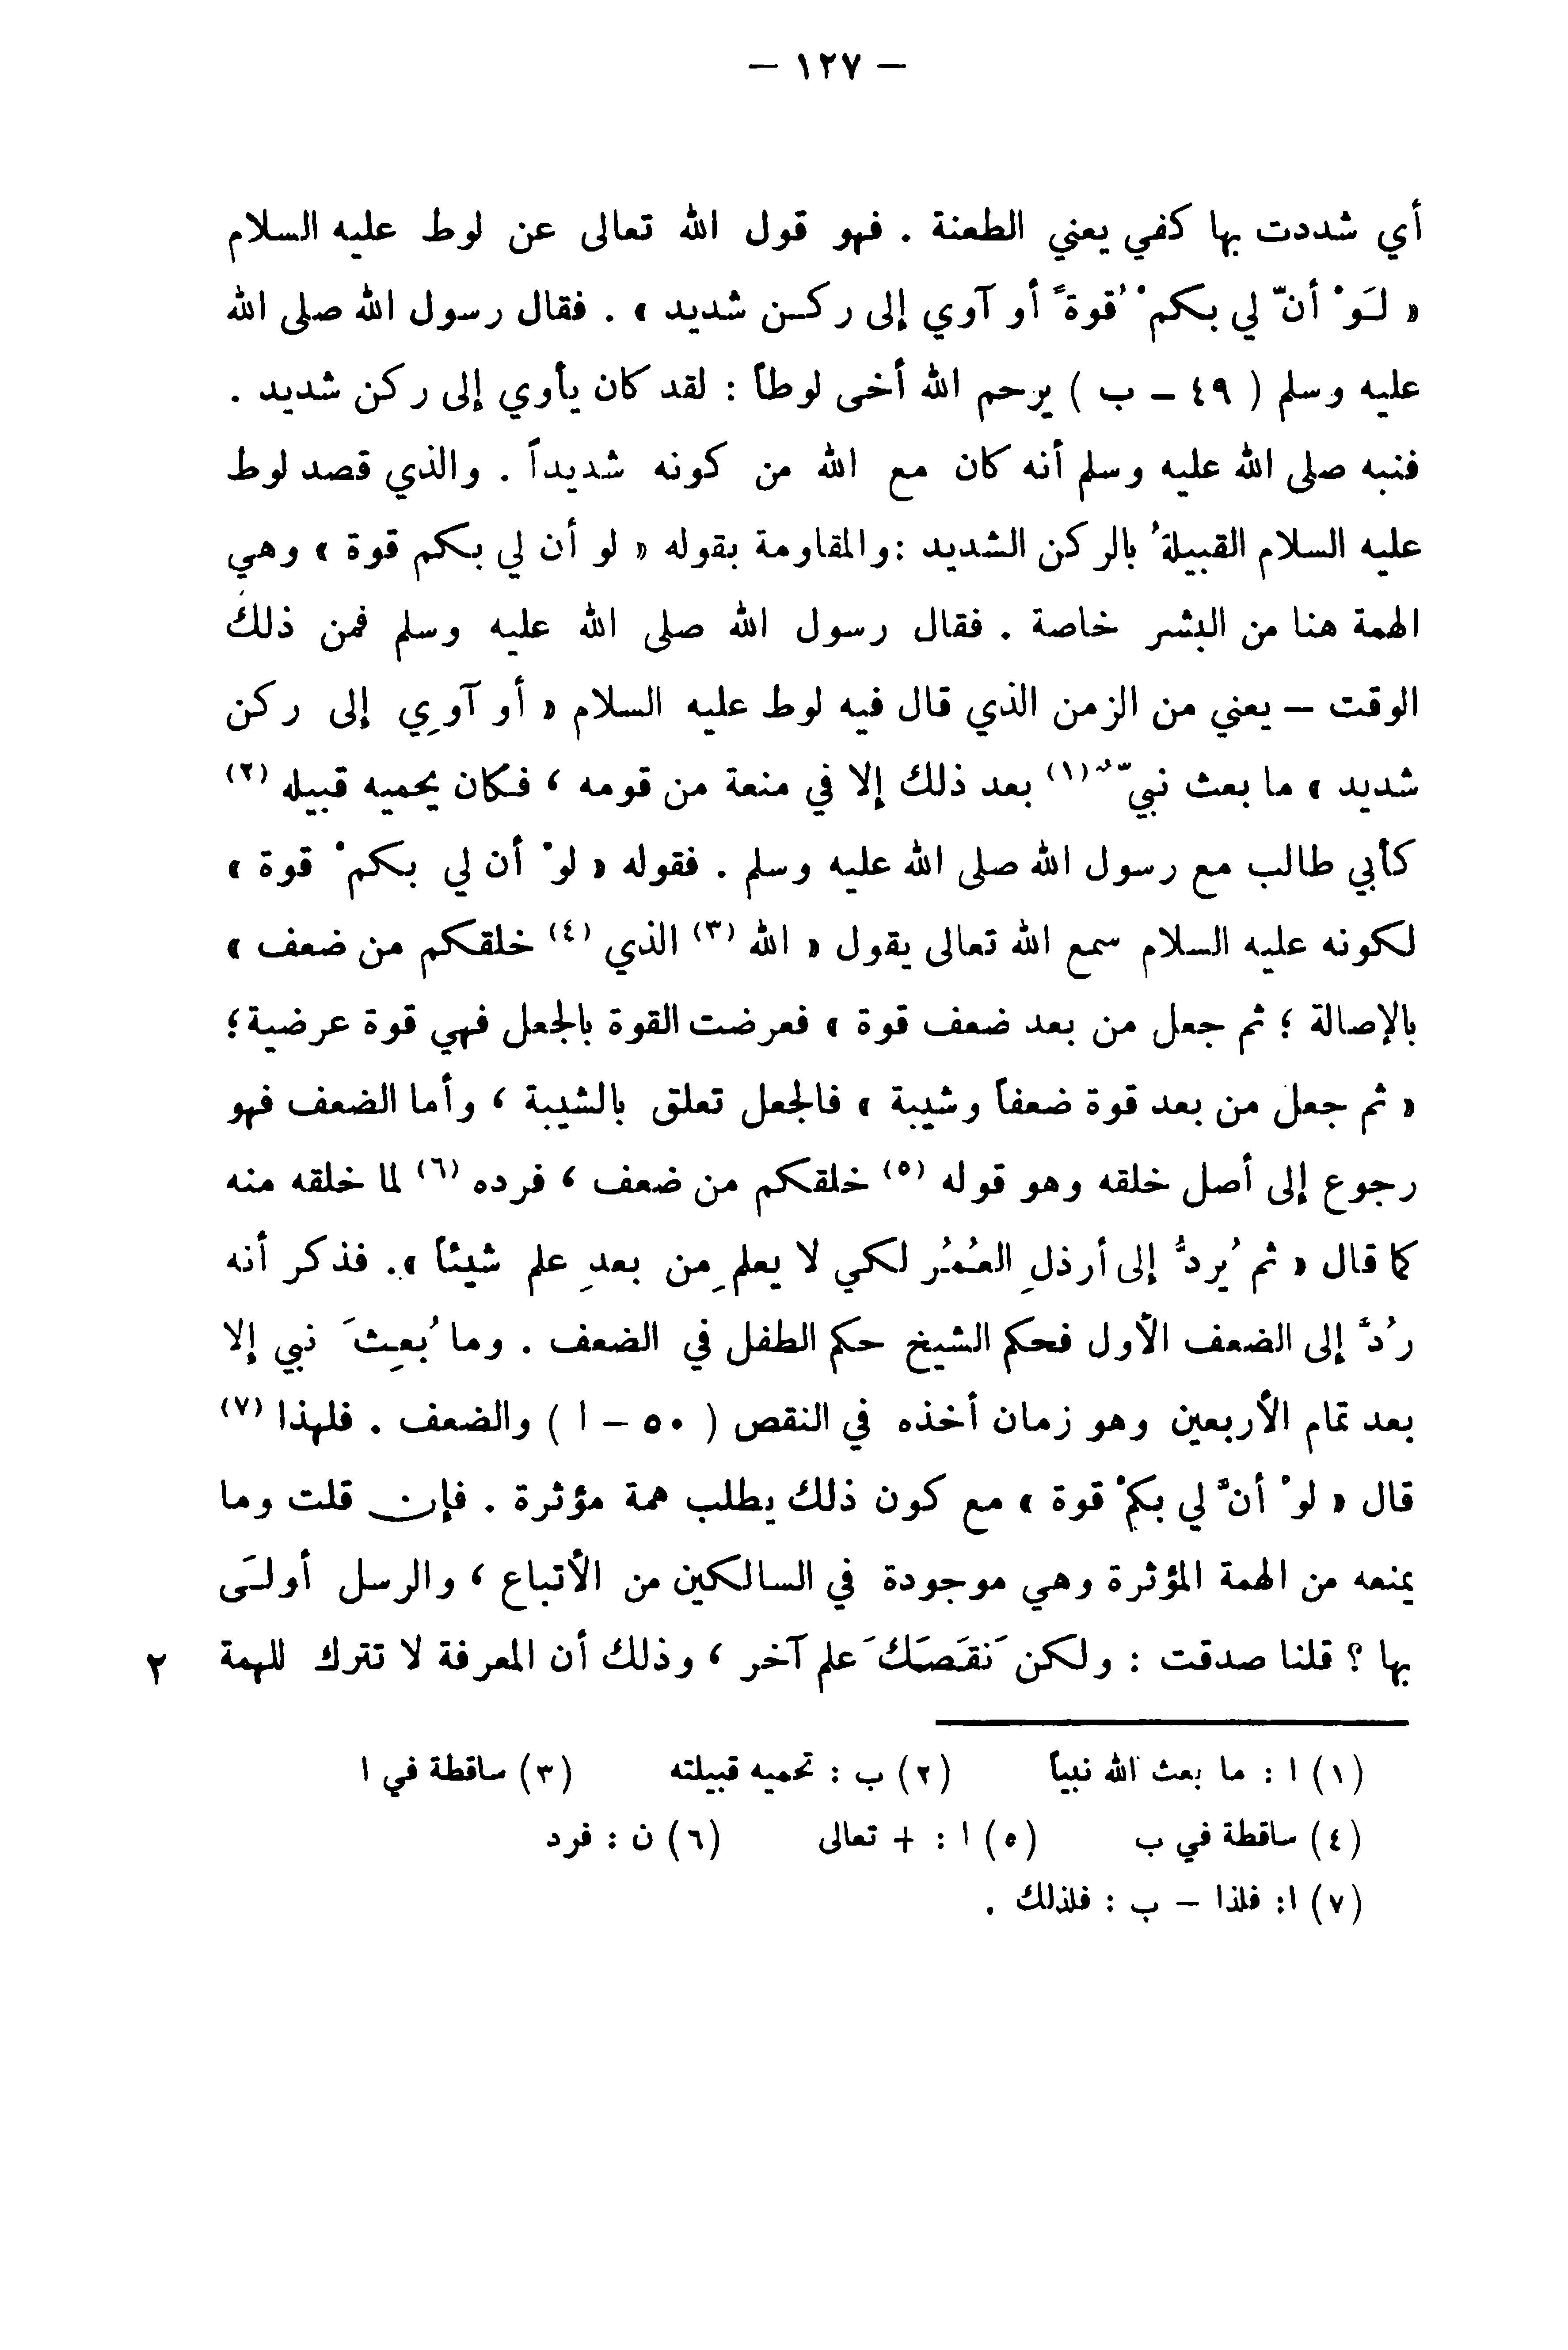 — ١٢٧ —
أي شددت بها كفي يعني الطعنة . فهو قول الله تعالى عن لوط عليه السلام
« لَوْ أنّ لي بكمْ ُقوةً أو آوي إلى ركن شديد » . فقال رسول الله صلى الله
عليه وسلم ( ٤٩ – ب ) يرحم الله أخى لوطاً : لقد كان يأوي إلى ركن شديد .
فنبه صلى الله عليه وسلم أنه كان مع الله من كونه شديداً . والذي قصد لوط
عليه السلام القبيلةُ بالركن الشديد :والمقاومة بقوله « لو أن لي بكم قوة » وهي
الهمة هنا من البشر خاصة . فقال رسول الله صلى الله عليه وسلم فمن ذلك
الوقت – يعني من الزمن الذي قال فيه لوط عليه السلام « أو آوِي إلى ركن
شديد » ما بعث نبيٌّ (١) بعد ذلك إلا في منعة من قومه ، فكان يحميه قبيله (٢)
كأبي طالب مع رسول الله صلى الله عليه وسلم . فقوله « لوْ أن لي بكمْ قوة »
لكونه عليه السلام سمع الله تعالى يقول « الله (٣) الذي (٤) خلقكم من ضعف »
بالإصالة ؛ ثم جعل من بعد ضعف قوة » فعرضت القوة بالجعل فهي قوة عرضية؛
« ثم جعل من بعد قوة ضعفاً وشيبة » فالجعل تعلق بالشيبة ، وأما الضعف فهو
رجوع إلى أصل خلقه وهو قوله (٥) خلقكم من ضعف ، فرده (٦) لما خلقه منه
كما قال « ثم ُيردُّ إلى أرذلِ العُمُرِ لكي لا يعلم ِمن بعدِ علم شيئاً ». فذكر أنه
رُدَّ إلى الضعف الأول فحكم الشيخ حكم الطفل في الضعف . وما ُبعِثَ نبي إلا
بعد تمام الأربعين وهو زمان أخذه في النقص ( ٥٠ – ا ) والضعف . فلهذا (٧)
قال « لوْ أنَّ لي بكمْ قوة » مع كون ذلك يطلب همة مؤثرة . فإن قلت وما
يمنعه من الهمة المؤثرة وهي موجودة في السالكين من الأتباع ، والرسل أولَى
بها ؟ قلنا صدقت : ولكن َنقَصَكَ َعلم آخر ، وذلك أن المعرفة لا تترك للهمة ٢
(١) ا : ما بعث الله نبياً (٢) ب : تحميه قبيلته (٣) ساقطة في ا
(٤) ساقطة في ب (٥) ا : + تعالى (٦) ن : فرد
(٧) ا: فلذا – ب : فلذلك .